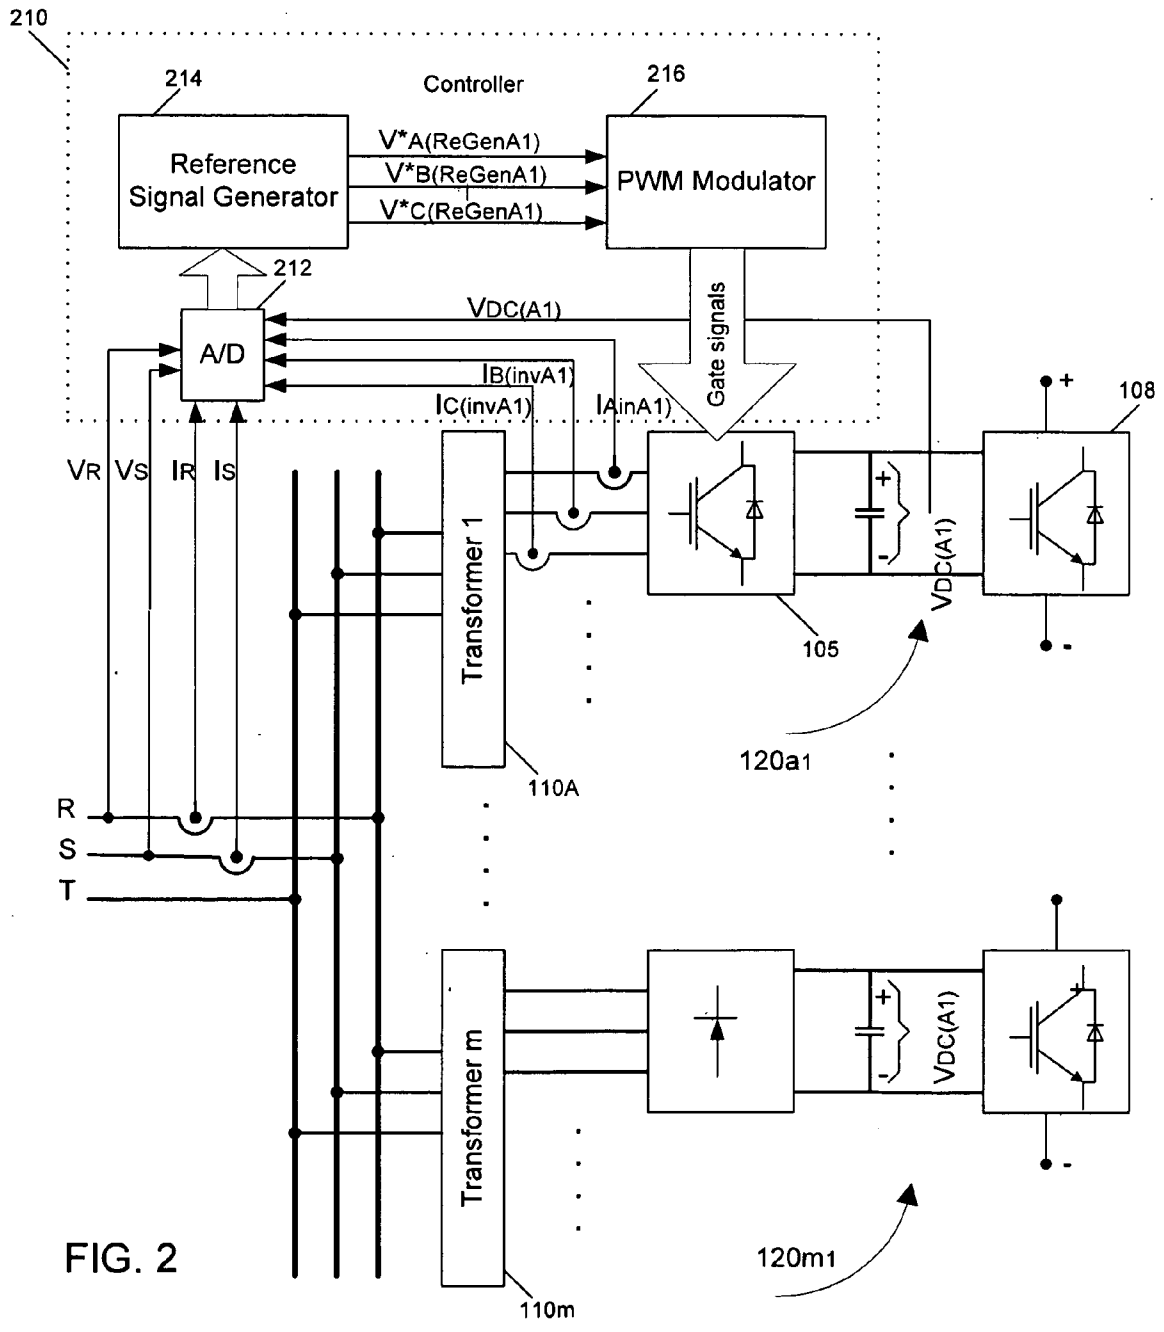 210
214
Controller
216
Reference
Signal Generator
V*A(ReGenA1)
V*B(ReGenA1)
V*C(ReGenA1)
PWM Modulator
212
A/D
VDC(A1)
IB(invA1)
IC(invA1)
IAinA1)
Gate signals
VR
VS
IR
IS
+
108
Transformer 1
+
-
VDC(A1)
105
-
120a1
110A
R
S
T
Transformer m
+
-
VDC(A1)
+
-
120m1
110m
FIG. 2